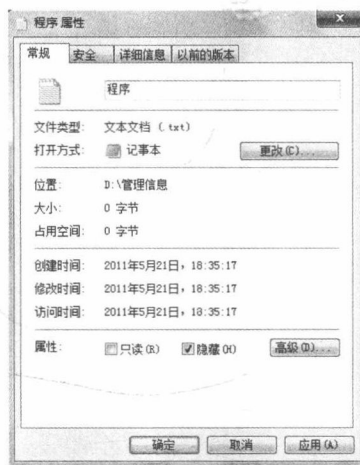 程序 属性
常规 安全 详细信息 以前的版本
程序
文件类型: 文本文档 (.txt)
打开方式: 记事本 更改(C)...
位置: D:\管理信息
大小: 0 字节
占用空间: 0 字节
创建时间: 2011年5月21日，18:35:17
修改时间: 2011年5月21日，18:35:17
访问时间: 2011年5月21日，18:35:17
属性: 只读(R) 隐藏(H) 高级(D)...
确定 取消 应用(A)